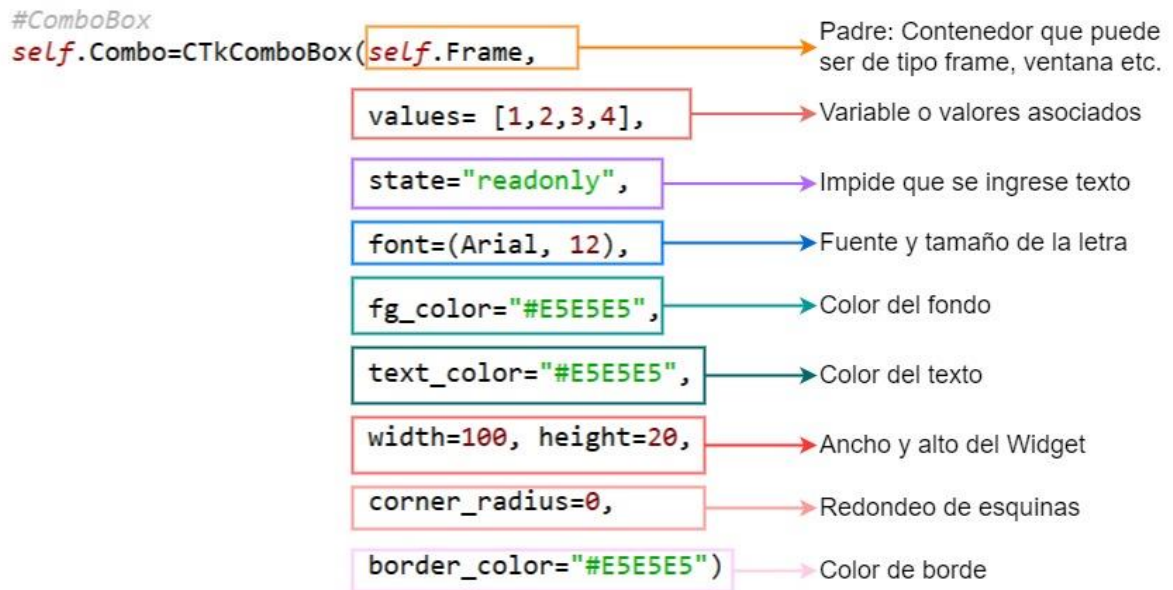 #ComboBox
self.Combo=CTkComboBox(self.Frame,
Padre: Contenedor que puede
ser de tipo frame, ventana etc.
values= [1,2,3,4],
Variable o valores asociados
state="readonly",
Impide que se ingrese texto
font=(Arial, 12),
Fuente y tamaño de la letra
fg_color="#E5E5E5",
Color del fondo
text_color="#E5E5E5",
Color del texto
width=100, height=20,
Ancho y alto del Widget
corner_radius=0,
Redondeo de esquinas
border_color="#E5E5E5")
Color de borde